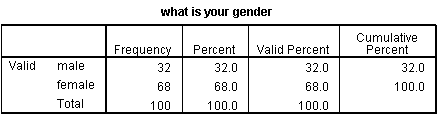 what is your gender
Frequency Percent Valid Percent Cumulative Percent
Valid male 32 32.0 32.0 32.0
female 68 68.0 68.0 100.0
Total 100 100.0 100.0